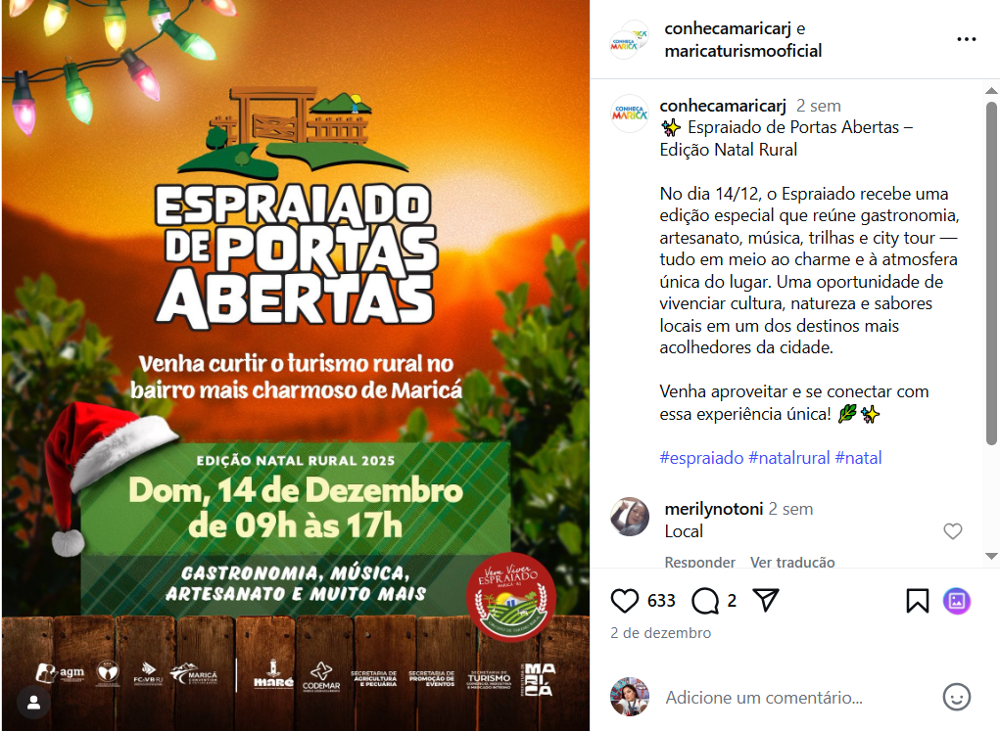 ESPRAIADO
DE PORTAS
ABERTAS
Venha curtir o turismo rural no
bairro mais charmoso de Maricá
EDIÇÃO NATAL RURAL 2025
Dom, 14 de Dezembro
de 09h às 17h
GASTRONOMIA, MÚSICA,
ARTESANATO E MUITO MAIS
Vem Viver
ESPRAIADO
MARICÁ - RJ
agm
FC&VB-RJ
MARICÁ
CONVENTION
maré
CODEMAR
SECRETARIA DE
AGRICULTURA
E PECUÁRIA
SECRETARIA DE
PROMOÇÃO DE
EVENTOS
SECRETARIA DE
TURISMO
COMÉRCIO, INDÚSTRIA
E MERCADO INTERNO
MARICÁ
conhecamaricarj e
maricaturismooficial
CONHEÇA
MARICÁ
conhecamaricarj 2 sem
Espraiado de Portas Abertas –
Edição Natal Rural
No dia 14/12, o Espraiado recebe uma
edição especial que reúne gastronomia,
artesanato, música, trilhas e city tour —
tudo em meio ao charme e à atmosfera
única do lugar. Uma oportunidade de
vivenciar cultura, natureza e sabores
locais em um dos destinos mais
acolhedores da cidade.
Venha aproveitar e se conectar com
essa experiência única!
#espraiado #natalrural #natal
merilynotoni 2 sem
Local
Responder Ver tradução
633 2
2 de dezembro
Adicione um comentário...